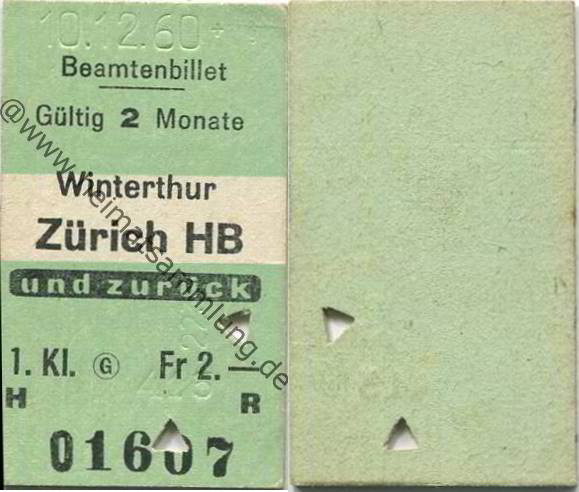 10.12.60 +
Beamtenbillet
Gültig 2 Monate
Winterthur
Zürich HB
und zurück
1. Kl. G Fr 2.—
H R
01607
@www.heimatsammlung.de